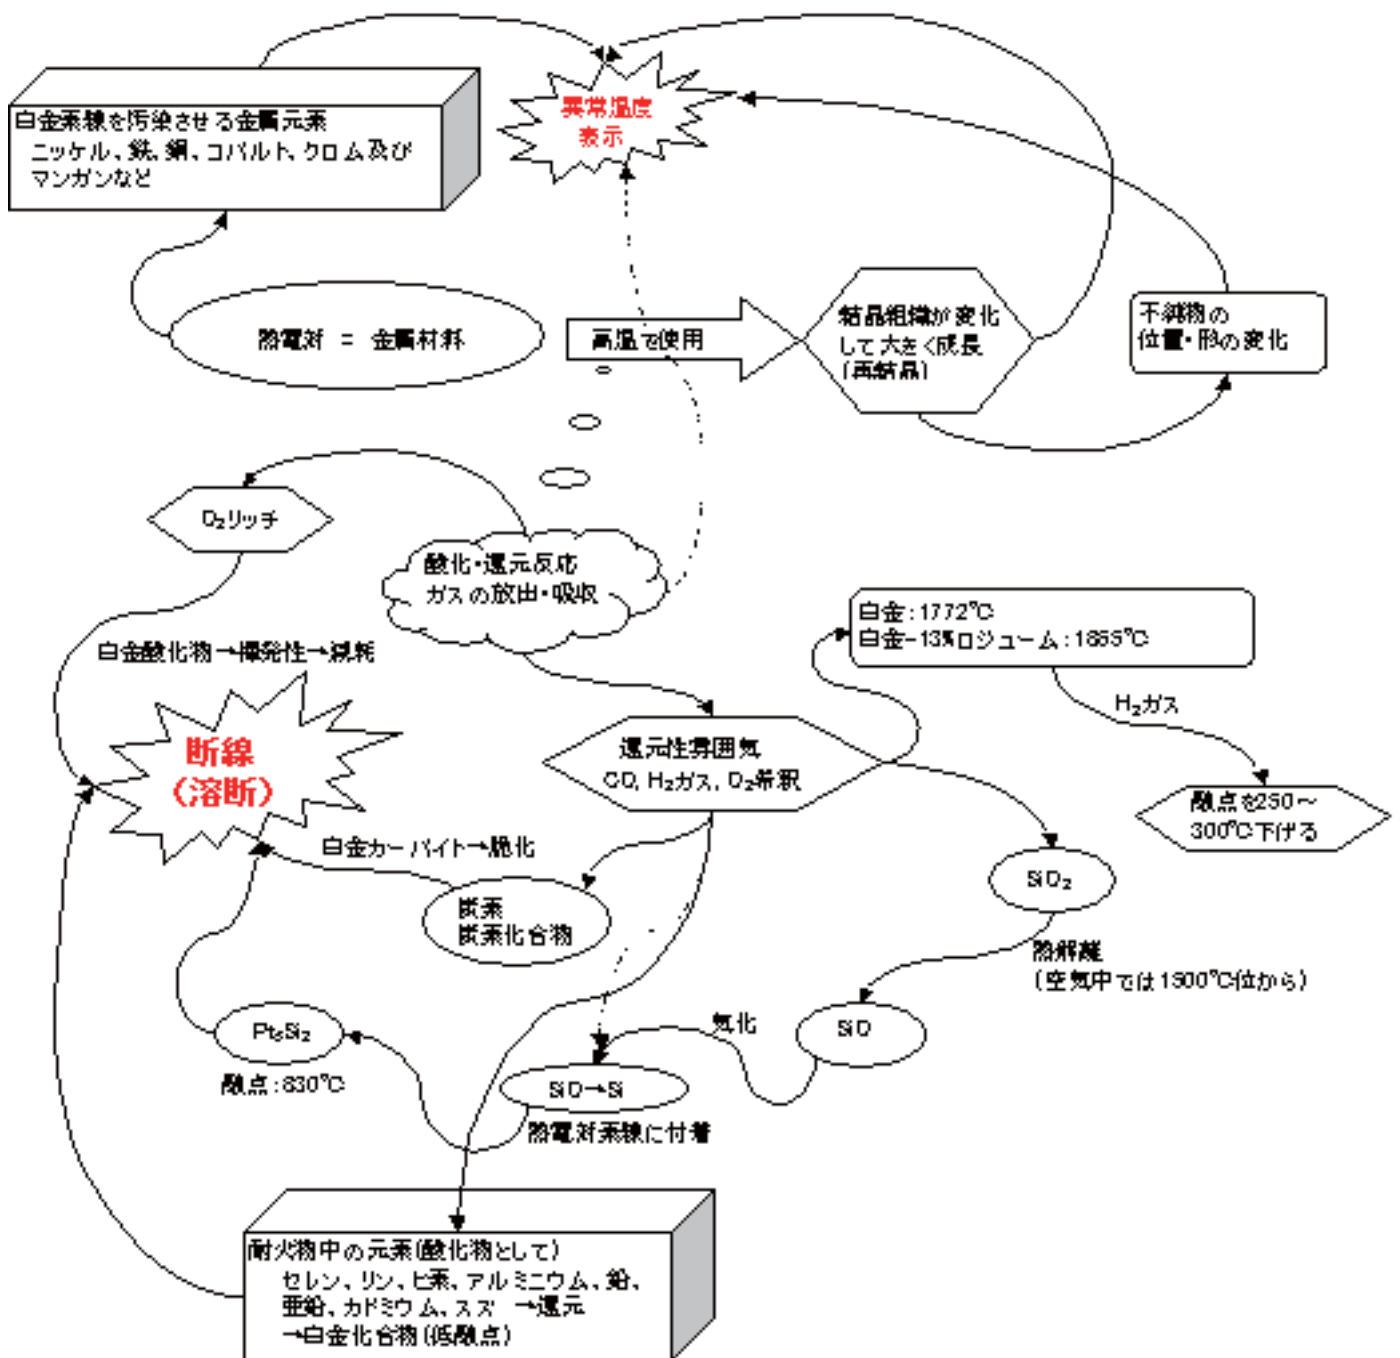 異常温度
表示
白金素線を汚染させる金属元素
ニッケル、鉄、銅、コバルト、クロム及び
マンガンなど
熱電対 = 金属材料
高温で使用
結晶組織が変化
して大きく成長
(再結晶)
不純物の
位置・形の変化
O₂リッチ
酸化・還元反応
ガスの放出・吸収
白金:1772℃
白金-13%ロジューム:1865℃
白金酸化物→揮発性→減耗
H₂ガス
断線
(溶断)
還元性雰囲気
CO, H₂ガス, O₂希釈
融点を250～
300℃下げる
白金カーバイト→脆化
SiO₂
炭素
炭素化合物
熱解離
(空気中では1500℃位から)
気化
SiO
Pt₅Si₂
融点:830℃
SiO→Si
熱電対素線に付着
耐火物中の元素(酸化物として)
セレン、リン、ヒ素、アルミニウム、鉛、
亜鉛、カドミウム、スズ →還元
→白金化合物(低融点)